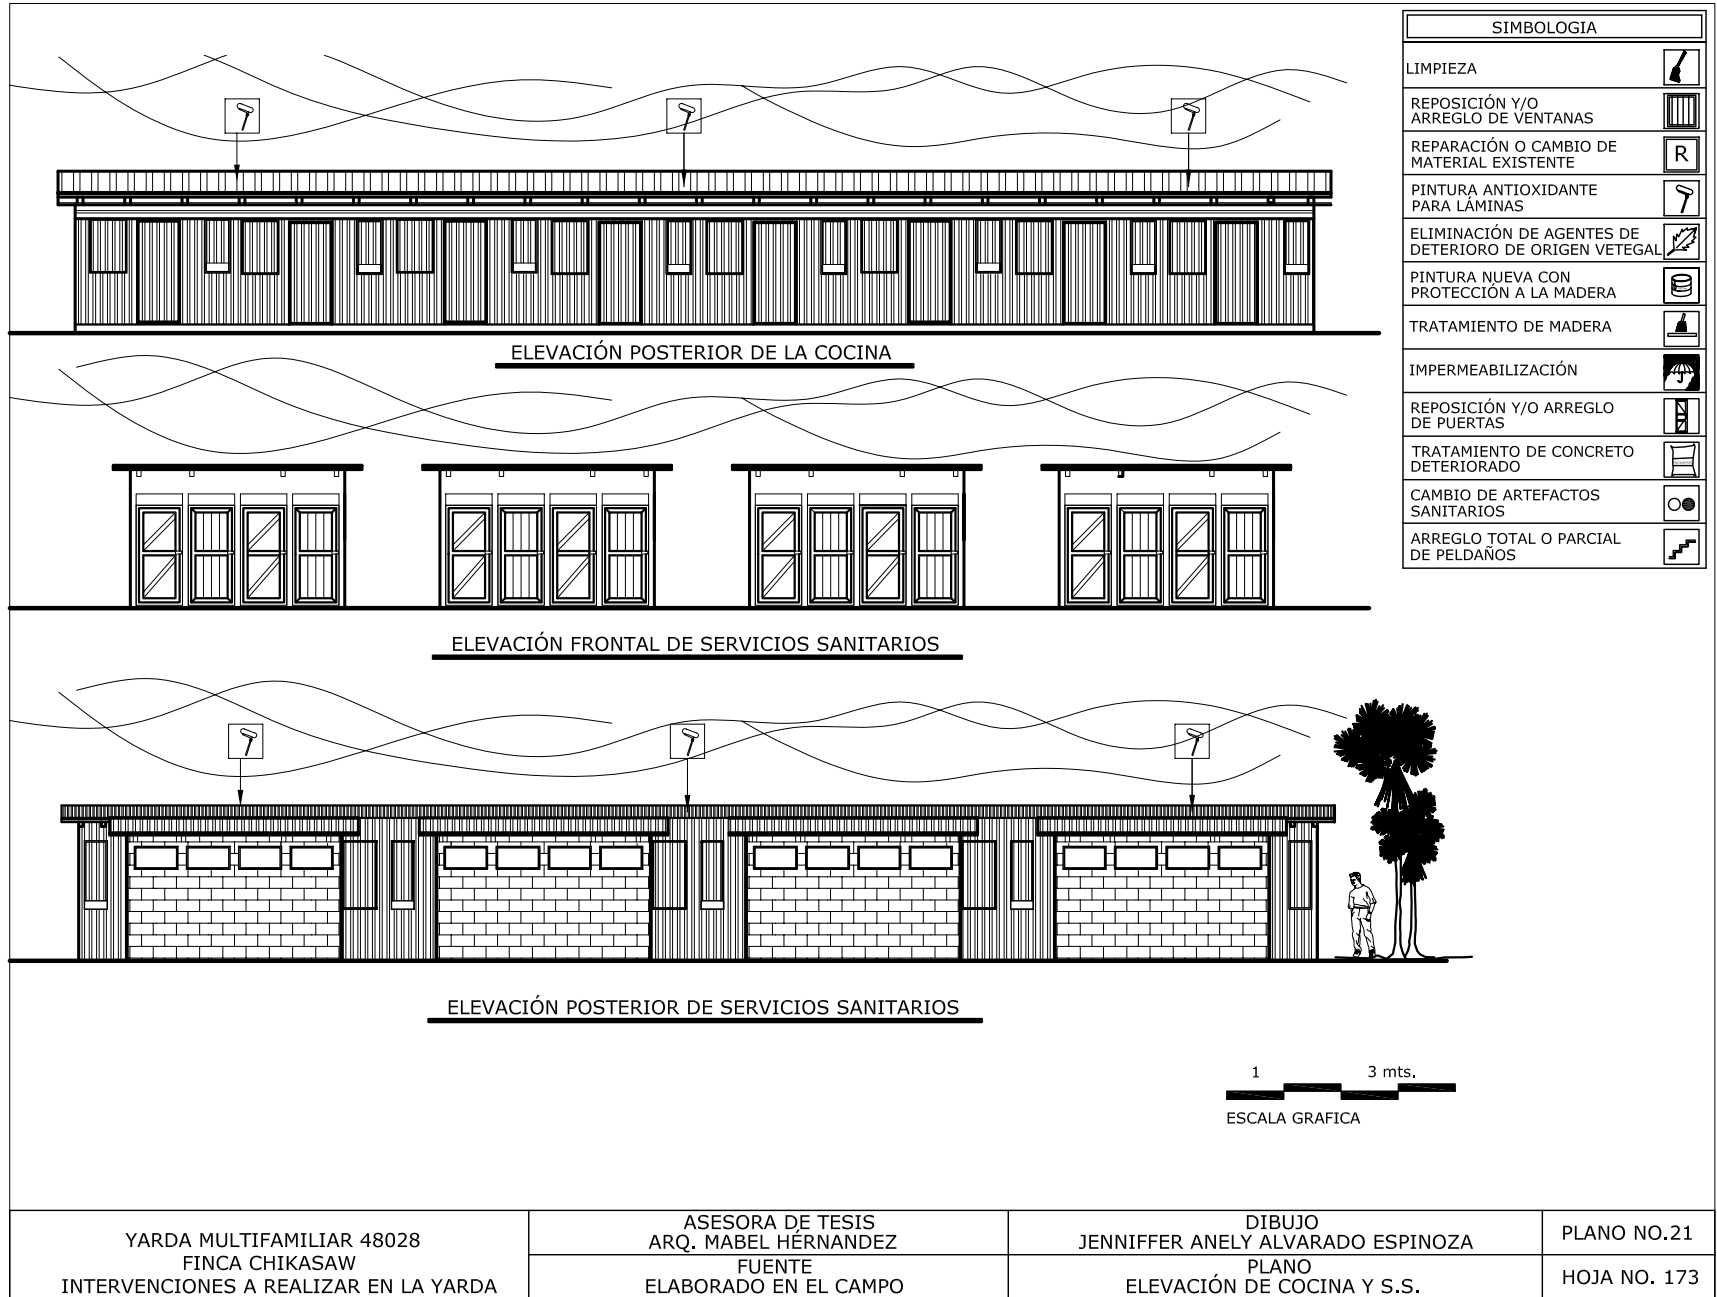 SIMBOLOGIA
LIMPIEZA
REPOSICIÓN Y/O
ARREGLO DE VENTANAS
REPARACIÓN O CAMBIO DE
MATERIAL EXISTENTE
R
PINTURA ANTIOXIDANTE
PARA LÁMINAS
ELIMINACIÓN DE AGENTES DE
DETERIORO DE ORIGEN VETEGAL
PINTURA NUEVA CON
PROTECCIÓN A LA MADERA
TRATAMIENTO DE MADERA
IMPERMEABILIZACIÓN
REPOSICIÓN Y/O ARREGLO
DE PUERTAS
TRATAMIENTO DE CONCRETO
DETERIORADO
CAMBIO DE ARTEFACTOS
SANITARIOS
ARREGLO TOTAL O PARCIAL
DE PELDAÑOS
ELEVACIÓN POSTERIOR DE LA COCINA
ELEVACIÓN FRONTAL DE SERVICIOS SANITARIOS
ELEVACIÓN POSTERIOR DE SERVICIOS SANITARIOS
1 3 mts.
ESCALA GRAFICA
YARDA MULTIFAMILIAR 48028
FINCA CHIKASAW
INTERVENCIONES A REALIZAR EN LA YARDA
ASESORA DE TESIS
ARQ. MABEL HÉRNANDEZ
FUENTE
ELABORADO EN EL CAMPO
DIBUJO
JENNIFFER ANELY ALVARADO ESPINOZA
PLANO
ELEVACIÓN DE COCINA Y S.S.
PLANO NO.21
HOJA NO. 173